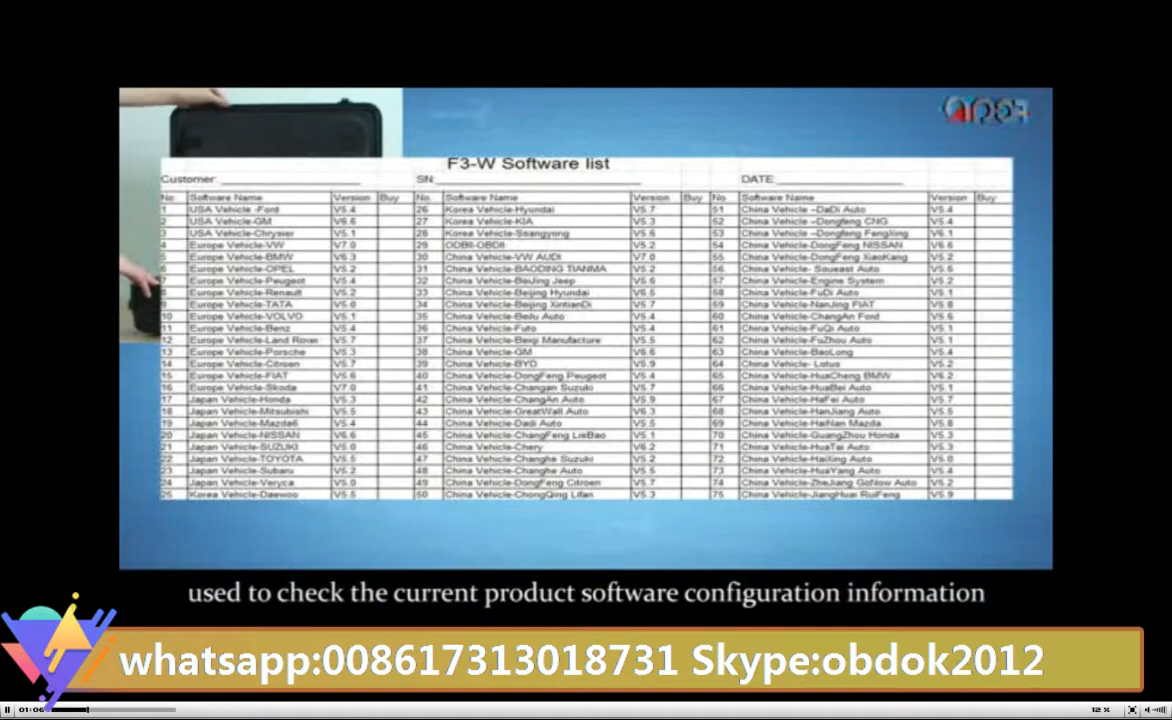 F3-W Software list
Customer: SN: DATE:
No Software Name Version Buy No. Software Name Version Buy No Software Name Version Buy
1 USA Vehicle -Ford V5.4 26 Korea Vehicle-Hyundai V5.7 51 China Vehicle –DaDi Auto V5.4
2 USA Vehicle-GM V6.6 27 Korea Vehicle-KIA V5.3 52 China Vehicle –Dongfeng CNG V5.4
3 USA Vehicle-Chrysler V5.1 28 Korea Vehicle-Ssangyong V5.6 53 China Vehicle –Dongfeng FengXing V6.1
4 Europe Vehicle-VW V7.0 29 ODBII-OBDII V5.2 54 China Vehicle-DongFeng NISSAN V6.6
5 Europe Vehicle-BMW V6.3 30 China Vehicle-VW AUDI V7.0 55 China Vehicle-DongFeng XiaoKang V5.2
6 Europe Vehicle-OPEL V5.2 31 China Vehicle-BAODING TIANMA V5.2 56 China Vehicle- Soueast Auto V5.6
7 Europe Vehicle-Peugeot V5.4 32 China Vehicle-BeiJing Jeep V5.6 57 China Vehicle-Engine System V5.2
8 Europe Vehicle-Renault V5.2 33 China Vehicle-Beijing Hyundai V6.5 58 China Vehicle-FuDi Auto V5.1
9 Europe Vehicle-TATA V5.0 34 China Vehicle-Beijing XintianDi V5.7 59 China Vehicle-NanJing FIAT V5.8
10 Europe Vehicle-VOLVO V5.1 35 China Vehicle-Beilu Auto V5.4 60 China Vehicle-ChangAn Ford V5.6
11 Europe Vehicle-Benz V5.4 36 China Vehicle-Futo V5.4 61 China Vehicle-FuQi Auto V5.1
12 Europe Vehicle-Land Rover V5.7 37 China Vehicle-Beiqi Manufacture V5.5 62 China Vehicle-FuZhou Auto V5.1
13 Europe Vehicle-Porsche V5.3 38 China Vehicle-GM V6.6 63 China Vehicle-BaoLong V5.4
14 Europe Vehicle-Citroen V5.7 39 China Vehicle-BYD V5.9 64 China Vehicle- Lotus V5.2
15 Europe Vehicle-FIAT V5.6 40 China Vehicle-DongFeng Peugeot V5.4 65 China Vehicle-HuaCheng BMW V6.2
16 Europe Vehicle-Skoda V7.0 41 China Vehicle-Changan Suzuki V5.7 66 China Vehicle-HuaBei Auto V5.1
17 Japan Vehicle-Honda V5.3 42 China Vehicle-ChangAn Auto V5.9 67 China Vehicle-HaFei Auto V5.7
18 Japan Vehicle-Mitsubishi V5.5 43 China Vehicle-GreatWall Auto V6.3 68 China Vehicle-HanJiang Auto V5.5
19 Japan Vehicle-Mazda6 V5.4 44 China Vehicle-Dadi Auto V5.5 69 China Vehicle-HaiNan Mazda V5.8
20 Japan Vehicle-NISSAN V6.6 45 China Vehicle-ChangFeng LieBao V5.1 70 China Vehicle-GuangZhou Honda V5.3
21 Japan Vehicle-SUZUKI V5.0 46 China Vehicle-Chery V6.2 71 China Vehicle-HuaTai Auto V5.3
22 Japan Vehicle-TOYOTA V5.5 47 China Vehicle-Changhe Suzuki V5.2 72 China Vehicle-HaiXing Auto V5.0
23 Japan Vehicle-Subaru V5.2 48 China Vehicle-Changhe Auto V5.5 73 China Vehicle-HuaYang Auto V5.4
24 Japan Vehicle-Veryca V5.0 49 China Vehicle-DongFeng Citroen V5.7 74 China Vehicle-ZheJiang GoNow Auto V5.2
25 Korea Vehicle-Daewoo V5.5 50 China Vehicle-ChongQing Lifan V5.3 75 China Vehicle-JiangHuai RuiFeng V5.9
used to check the current product software configuration information
whatsapp:008617313018731 Skype:obdok2012
01:06 12 %